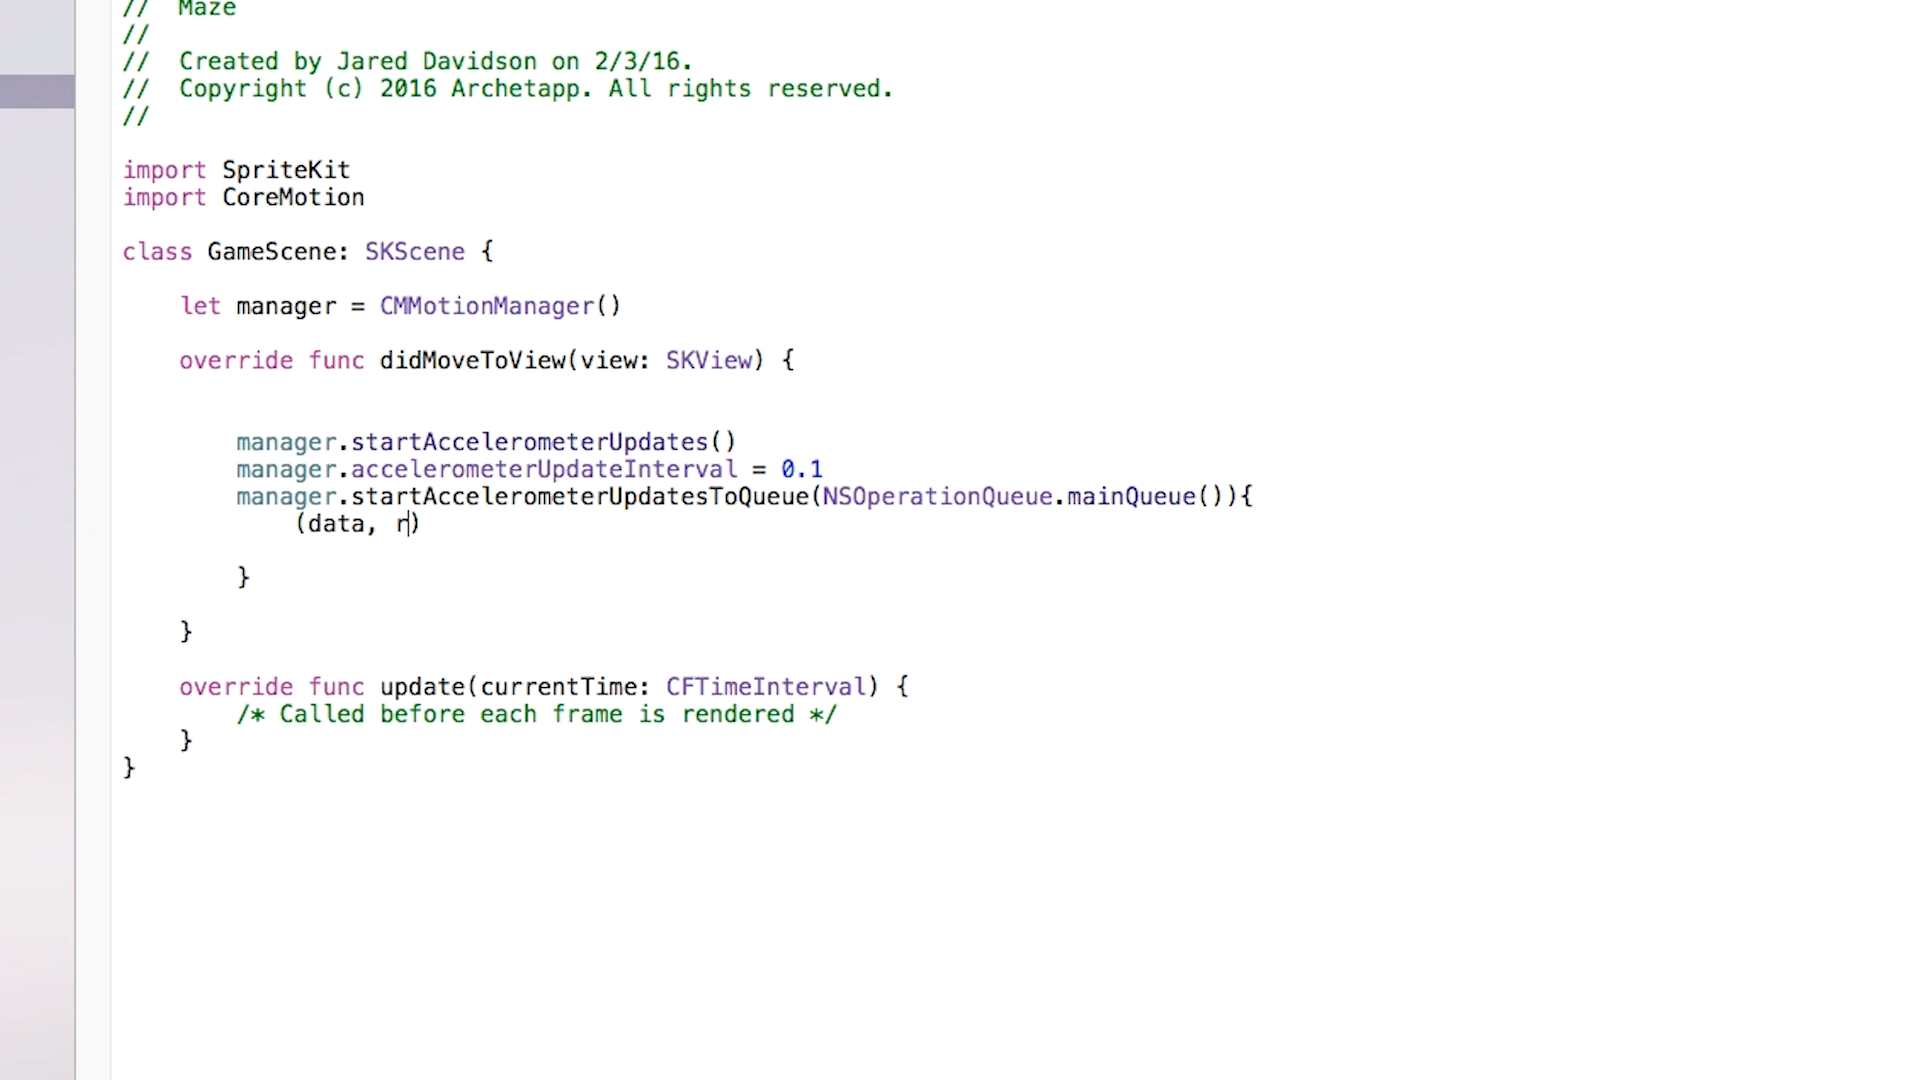 // Maze
//
// Created by Jared Davidson on 2/3/16.
// Copyright (c) 2016 Archetapp. All rights reserved.
//
import SpriteKit
import CoreMotion
class GameScene: SKScene {
let manager = CMMotionManager()
override func didMoveToView(view: SKView) {
manager.startAccelerometerUpdates()
manager.accelerometerUpdateInterval = 0.1
manager.startAccelerometerUpdatesToQueue(NSOperationQueue.mainQueue()){
(data, r)
}
}
override func update(currentTime: CFTimeInterval) {
/* Called before each frame is rendered */
}
}